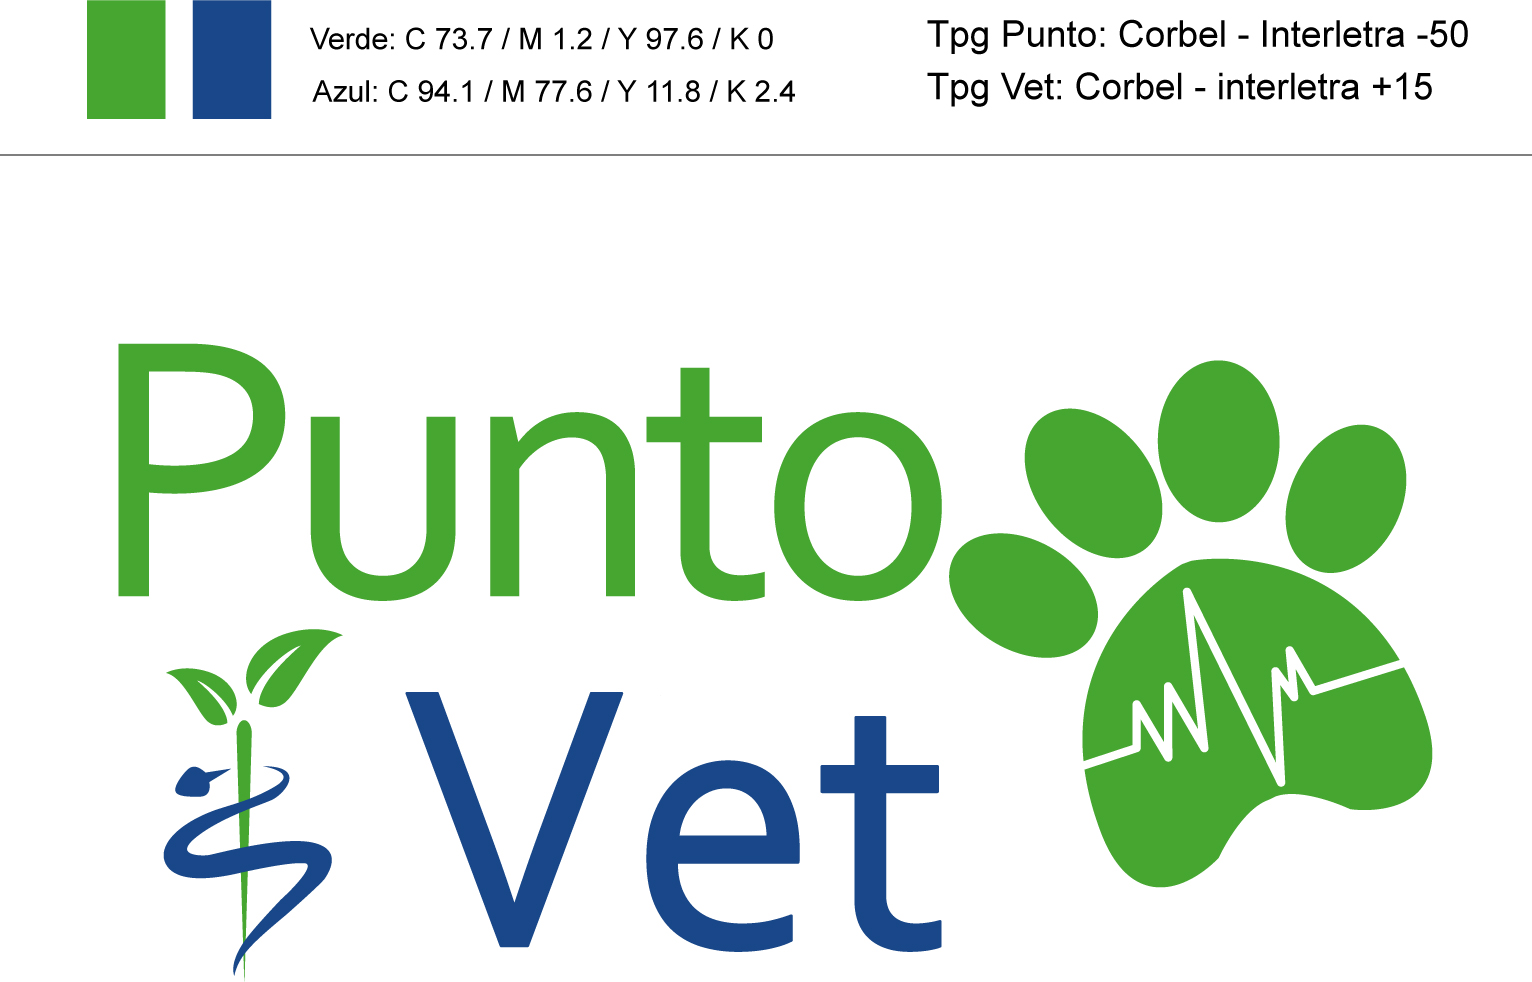 Verde: C 73.7 / M 1.2 / Y 97.6 / K 0
Azul: C 94.1 / M 77.6 / Y 11.8 / K 2.4
Tpg Punto: Corbel - Interletra -50
Tpg Vet: Corbel - interletra +15
Punto
Vet